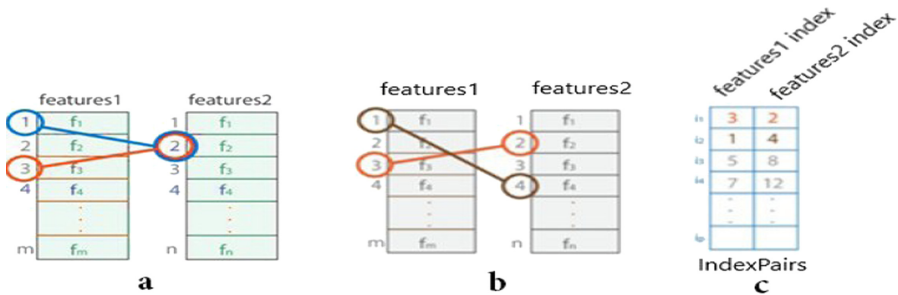 features1 features2
1 f₁ 1 f₁
2 f₂ 2 f₂
3 f₃ 3 f₃
4 f₄ 4 f₄
. .
. .
. .
m fₘ n fₙ
a
features1 features2
1 f₁ 1 f₁
2 f₂ 2 f₂
3 f₃ 3 f₃
4 f₄ 4 f₄
. .
. .
. .
m fₘ n fₙ
b
features1 index
features2 index
i₁ 3 2
i₂ 1 4
i₃ 5 8
i₄ 7 12
. .
. .
. .
iₚ
IndexPairs
c